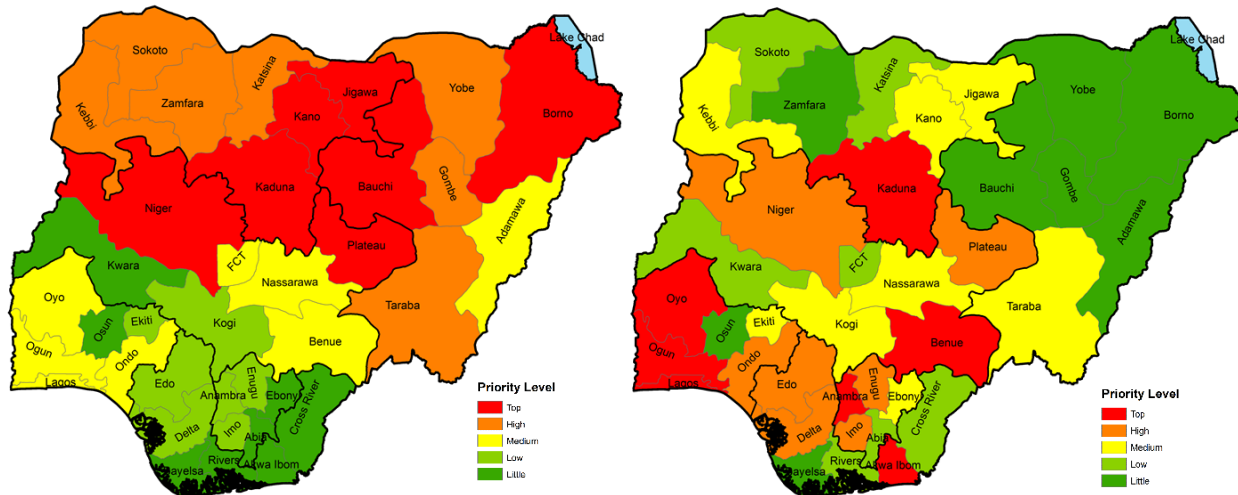 Lake Chad
Sokoto
Katsina
Jigawa
Yobe
Borno
Zamfara
Kano
Kebbi
Kaduna
Bauchi
Gombe
Niger
Adamawa
Plateau
FCT
Kwara
Nassarawa
Taraba
Oyo
Osun
Ekiti
Kogi
Benue
Ogun
Ondo
Lagos
Edo
Enugu
Anambra
Ebony
Cross River
Delta
Imo
Abia
Rivers
Akwa Ibom
Bayelsa
Priority Level
Top
High
Medium
Low
Little
Lake Chad
Sokoto
Katsina
Jigawa
Yobe
Borno
Zamfara
Kano
Kebbi
Kaduna
Bauchi
Gombe
Niger
Adamawa
Plateau
FCT
Kwara
Nassarawa
Taraba
Oyo
Osun
Ekiti
Kogi
Benue
Ogun
Ondo
Lagos
Edo
Enugu
Anambra
Ebony
Cross River
Delta
Imo
Abia
Rivers
Akwa Ibom
Bayelsa
Priority Level
Top
High
Medium
Low
Little